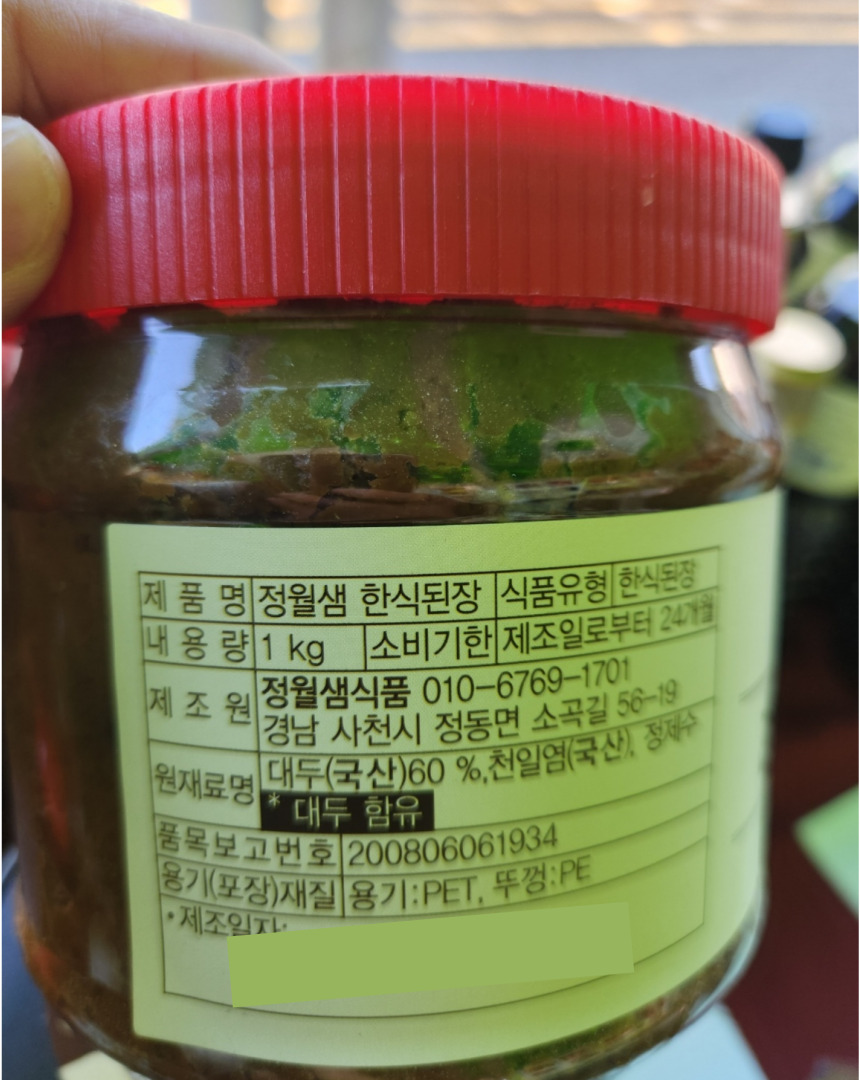 제 품 명 정월샘 한식된장 식품유형 한식된장
내 용 량 1 kg 소비기한 제조일로부터 24개월
제 조 원 정월샘식품 010-6769-1701
경남 사천시 정동면 소곡길 56-19
원재료명 대두(국산)60 %,천일염(국산), 정제수
* 대두 함유
품목보고번호 200806061934
용기(포장)재질 용기:PET, 뚜껑:PE
•제조일자: